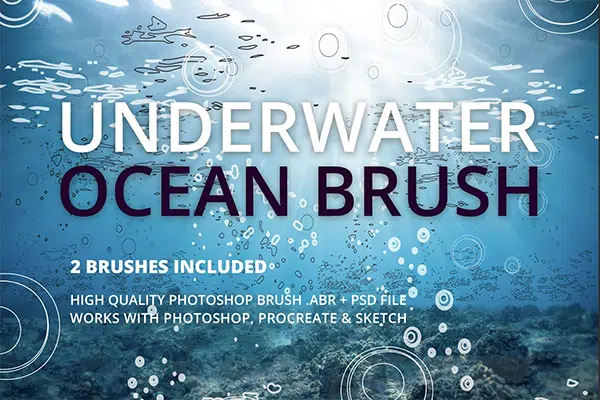 UNDERWATER
OCEAN BRUSH
2 BRUSHES INCLUDED
HIGH QUALITY PHOTOSHOP BRUSH .ABR + PSD FILE
WORKS WITH PHOTOSHOP, PROCREATE & SKETCH